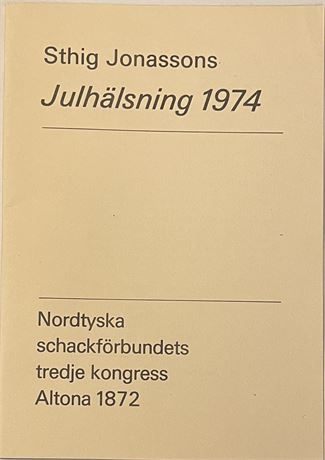 Sthig Jonassons
Julhälsning 1974
Nordtyska
schackförbundets
tredje kongress
Altona 1872